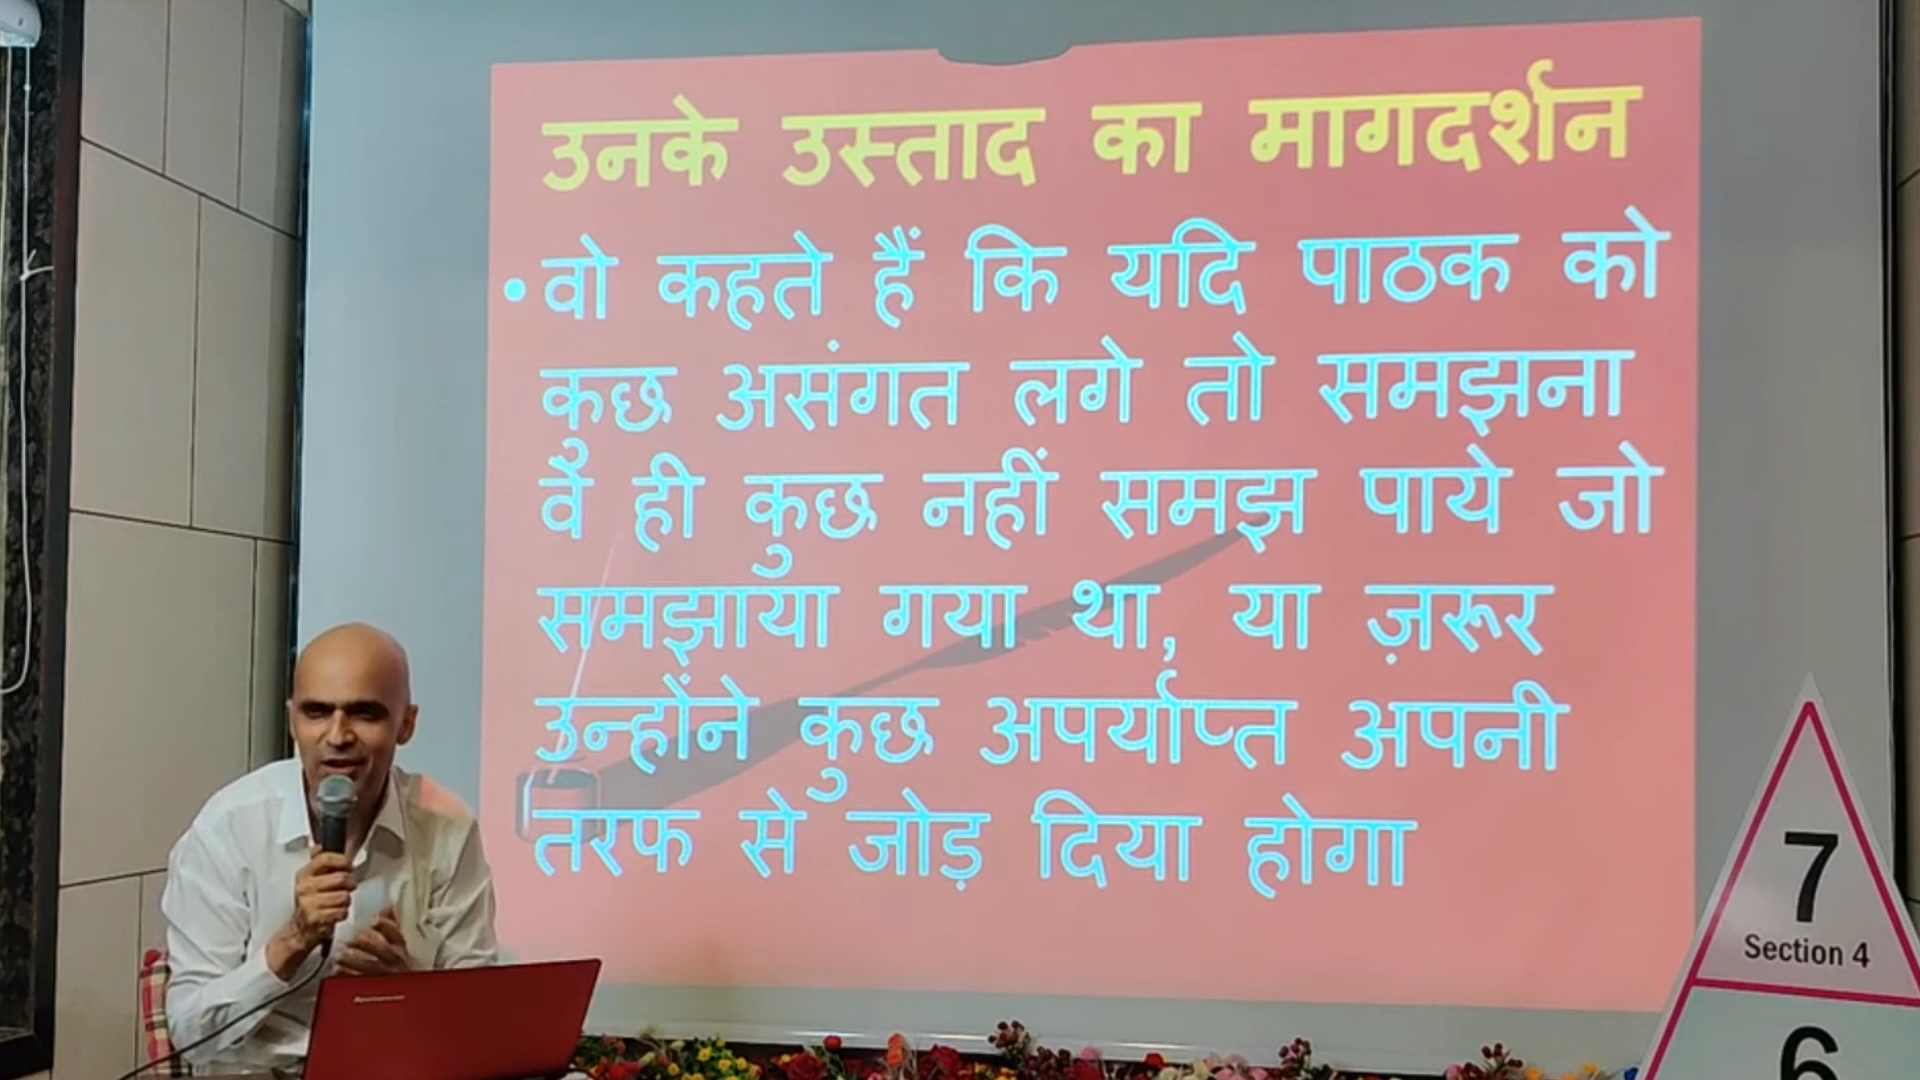 उनके उस्ताद का मागदर्शन
• वो कहते हैं कि यदि पाठक को
कुछ असंगत लगे तो समझना
वे ही कुछ नहीं समझ पाये जो
समझाया गया था, या ज़रूर
उन्होंने कुछ अपर्याप्त अपनी
तरफ से जोड़ दिया होगा
7
Section 4
6